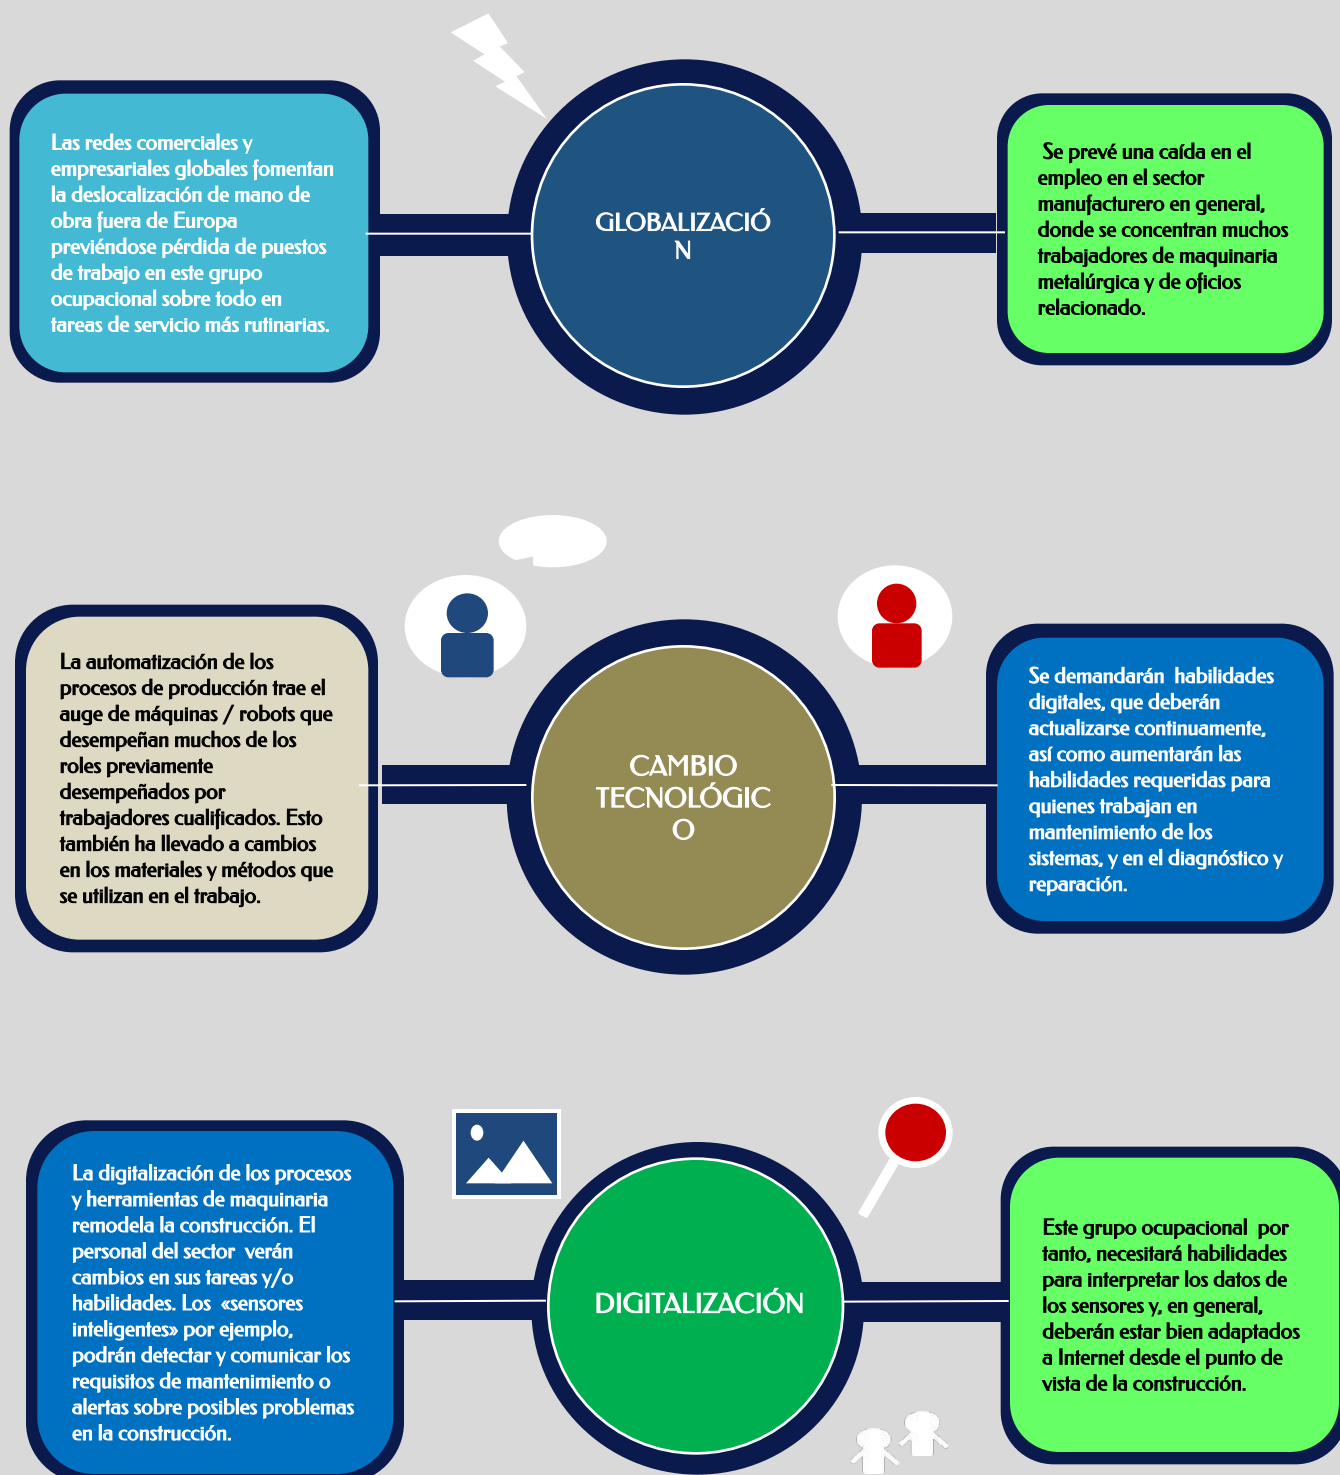 Las redes comerciales y
empresariales globales fomentan
la deslocalización de mano de
obra fuera de Europa
previéndose pérdida de puestos
de trabajo en este grupo
ocupacional sobre todo en
tareas de servicio más rutinarias.
GLOBALIZACIÓ
N
Se prevé una caída en el
empleo en el sector
manufacturero en general,
donde se concentran muchos
trabajadores de maquinaria
metalúrgica y de oficios
relacionado.
La automatización de los
procesos de producción trae el
auge de máquinas / robots que
desempeñan muchos de los
roles previamente
desempeñados por
trabajadores cualificados. Esto
también ha llevado a cambios
en los materiales y métodos que
se utilizan en el trabajo.
CAMBIO
TECNOLÓGIC
O
Se demandarán  habilidades
digitales, que deberán
actualizarse continuamente,
así como aumentarán las
habilidades requeridas para
quienes trabajan en
mantenimiento de los
sistemas, y en el diagnóstico y
reparación.
La digitalización de los procesos
y herramientas de maquinaria
remodela la construcción. El
personal del sector  verán
cambios en sus tareas y/o
habilidades. Los  «sensores
inteligentes» por ejemplo,
podrán detectar y comunicar los
requisitos de mantenimiento o
alertas sobre posibles problemas
en la construcción.
DIGITALIZACIÓN
Este grupo ocupacional  por
tanto, necesitará habilidades
para interpretar los datos de
los sensores y, en general,
deberán estar bien adaptados
a Internet desde el punto de
vista de la construcción.